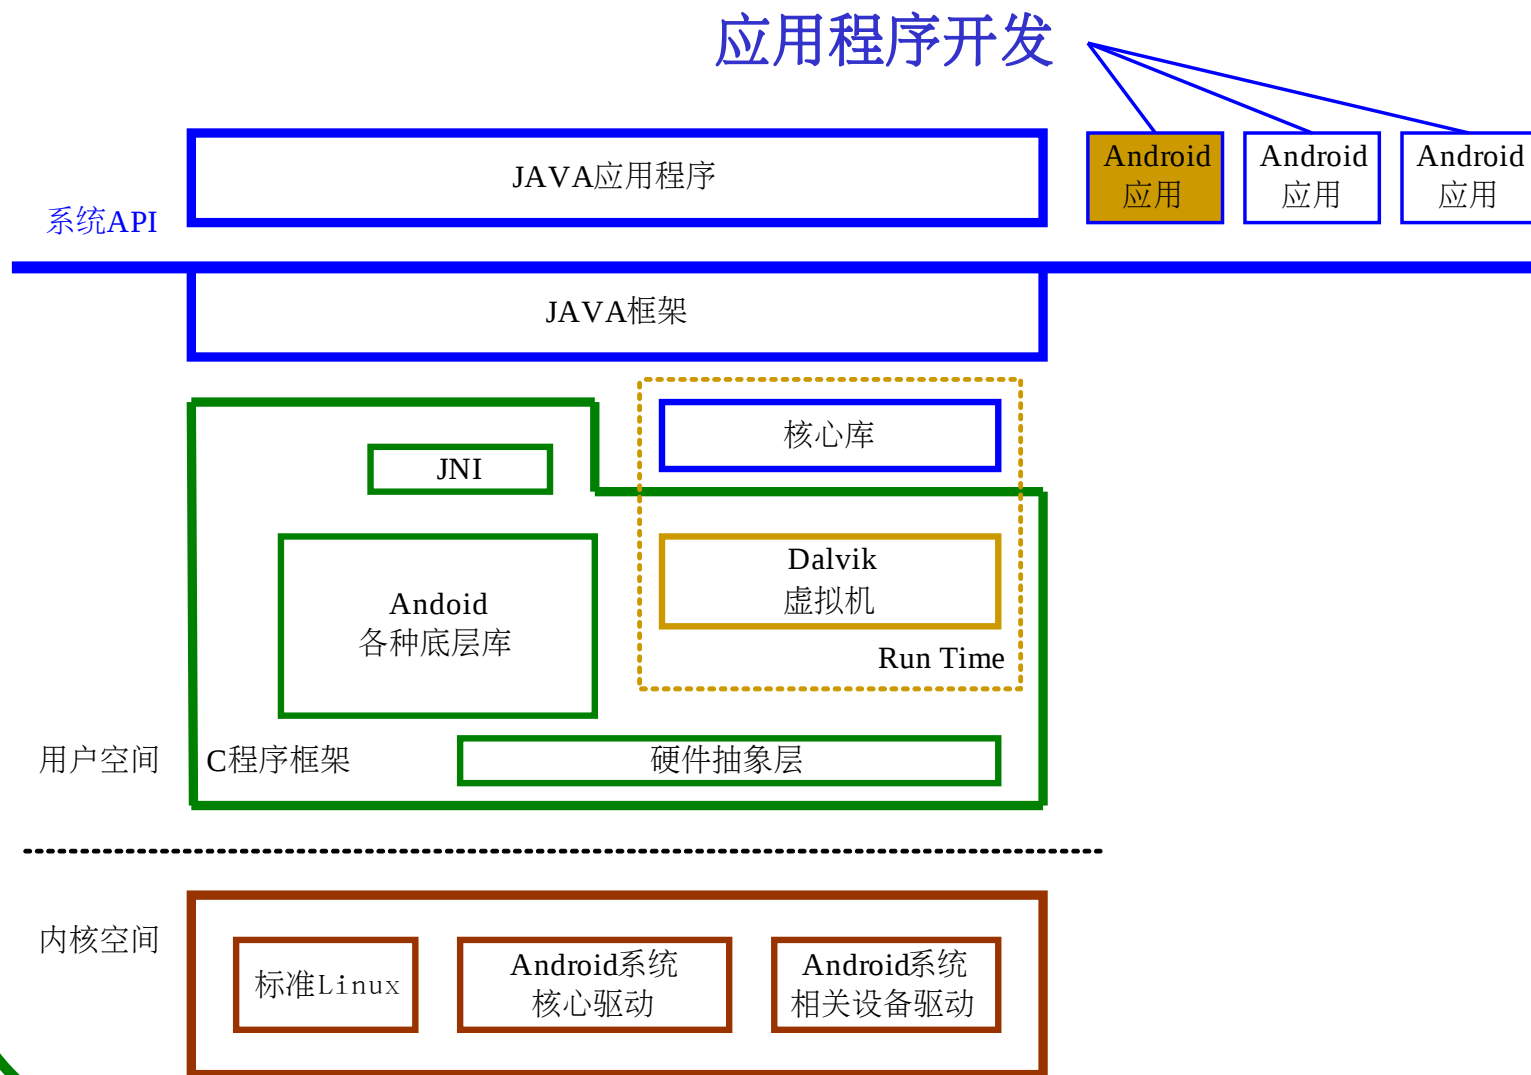 应用程序开发
JAVA应用程序
Android
应用
Android
应用
Android
应用
系统API
JAVA框架
核心库
JNI
Dalvik
虚拟机
Andoid
各种底层库
Run Time
用户空间
C程序框架
硬件抽象层
内核空间
标准Linux
Android系统
核心驱动
Android系统
相关设备驱动